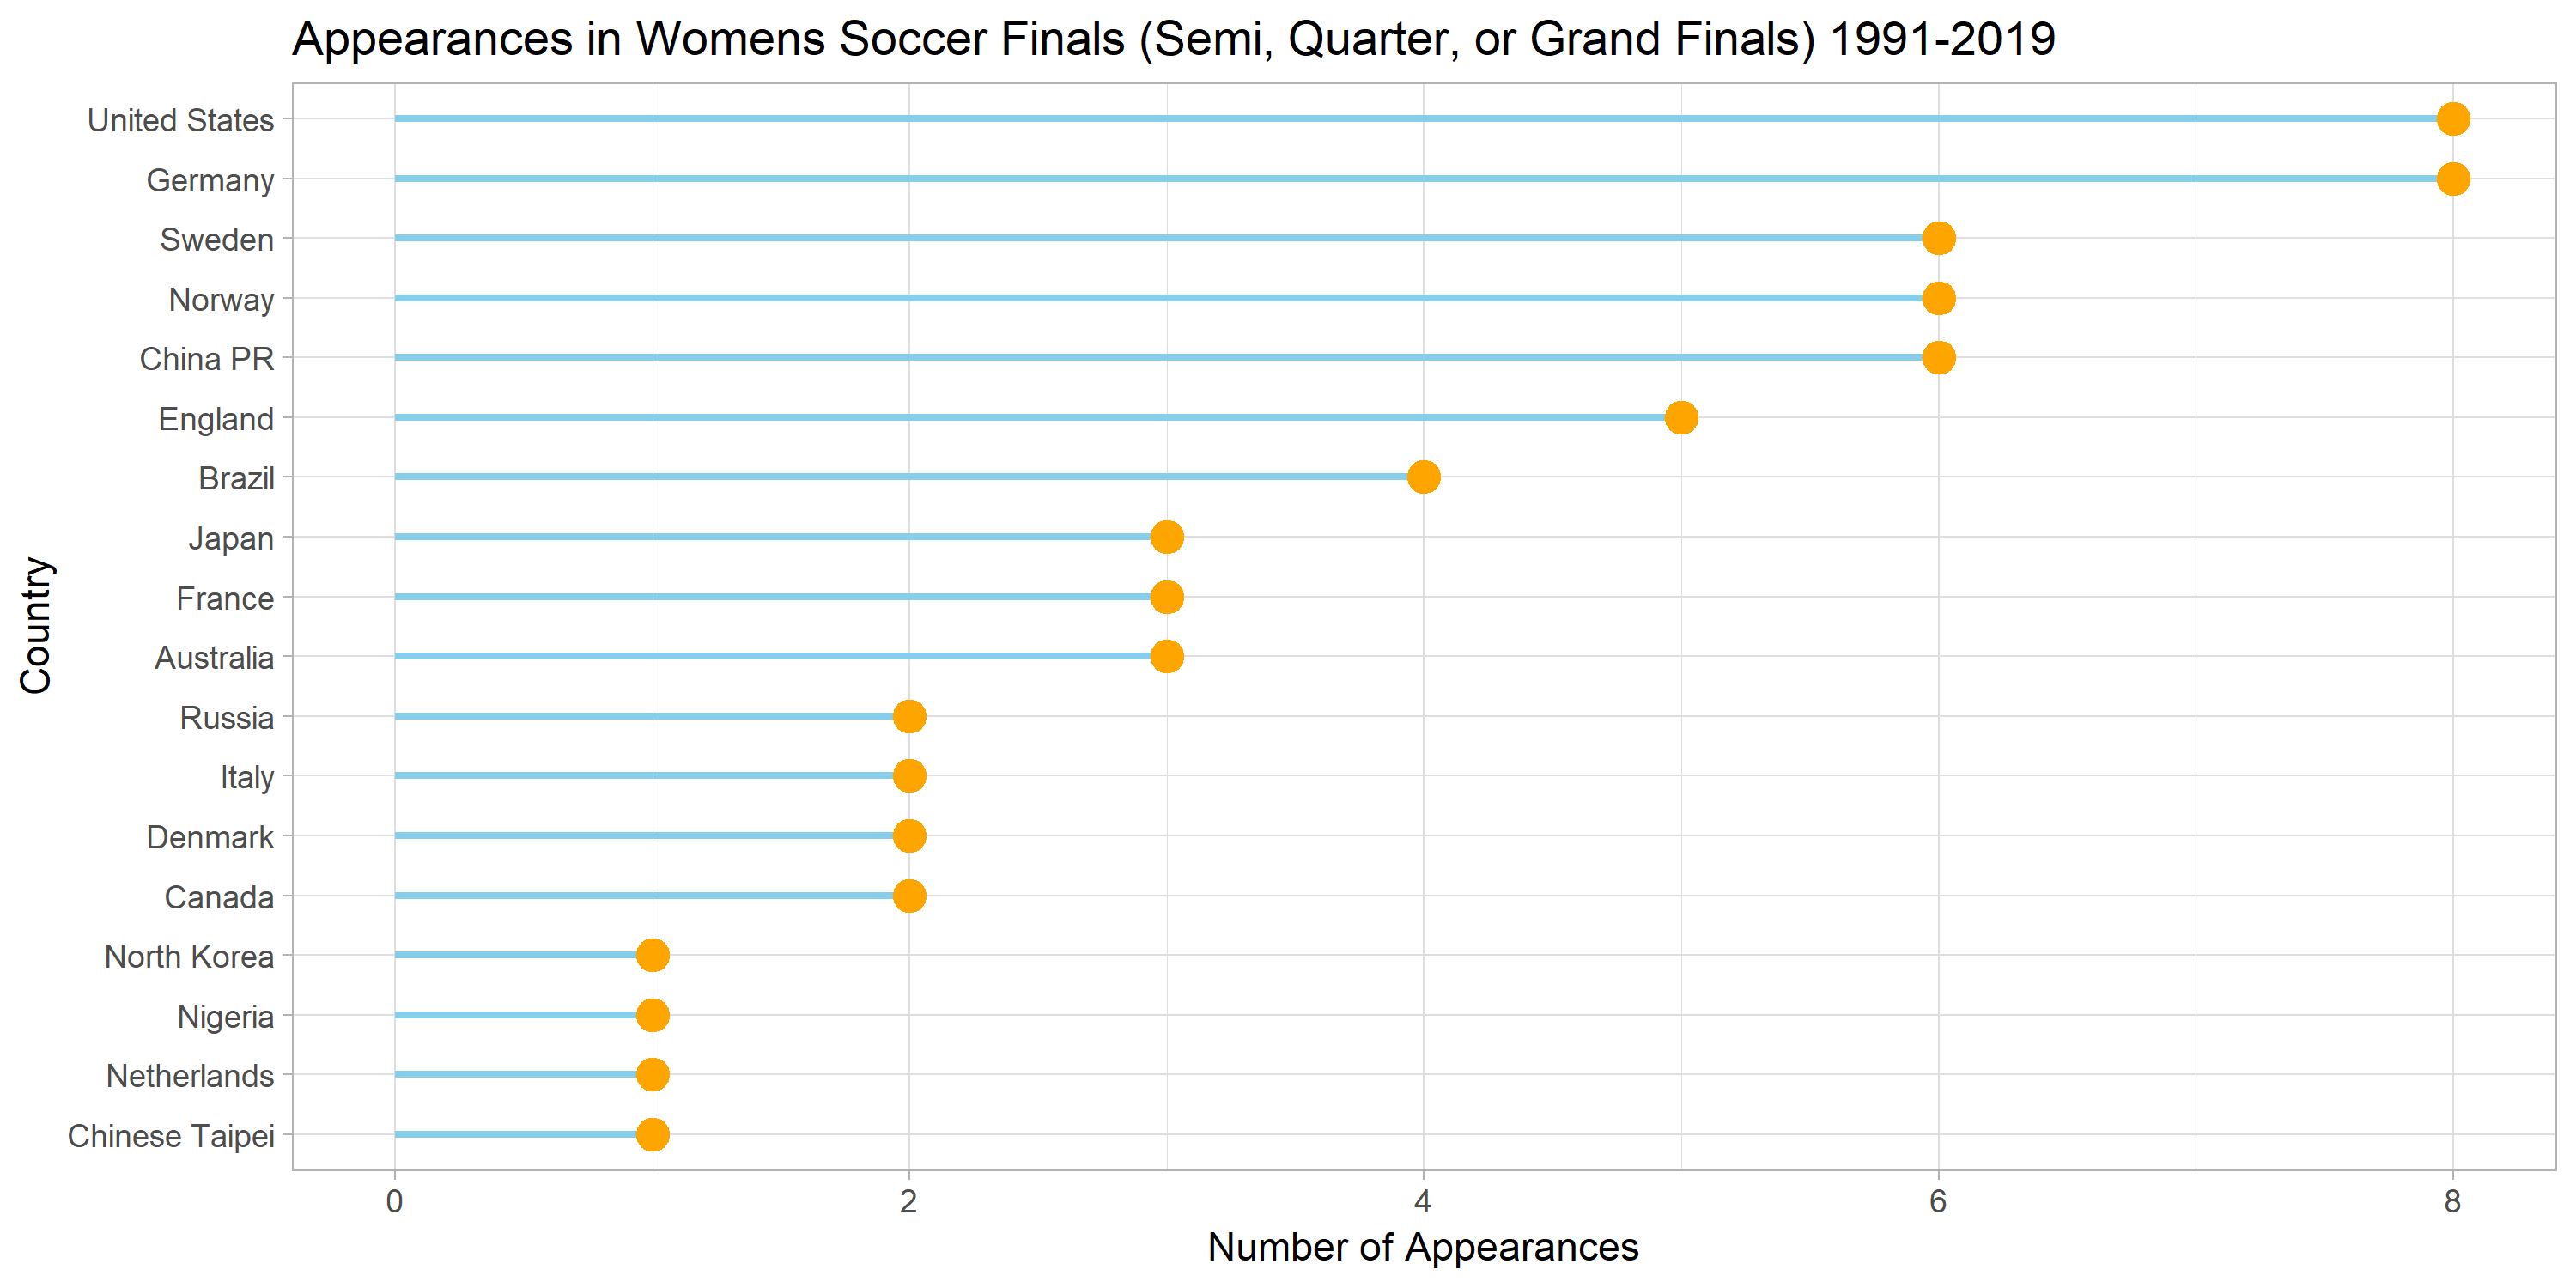 Appearances in Womens Soccer Finals (Semi, Quarter, or Grand Finals) 1991-2019
Country
United States
Germany
Sweden
Norway
China PR
England
Brazil
Japan
France
Australia
Russia
Italy
Denmark
Canada
North Korea
Nigeria
Netherlands
Chinese Taipei
0 2 4 6 8
Number of Appearances